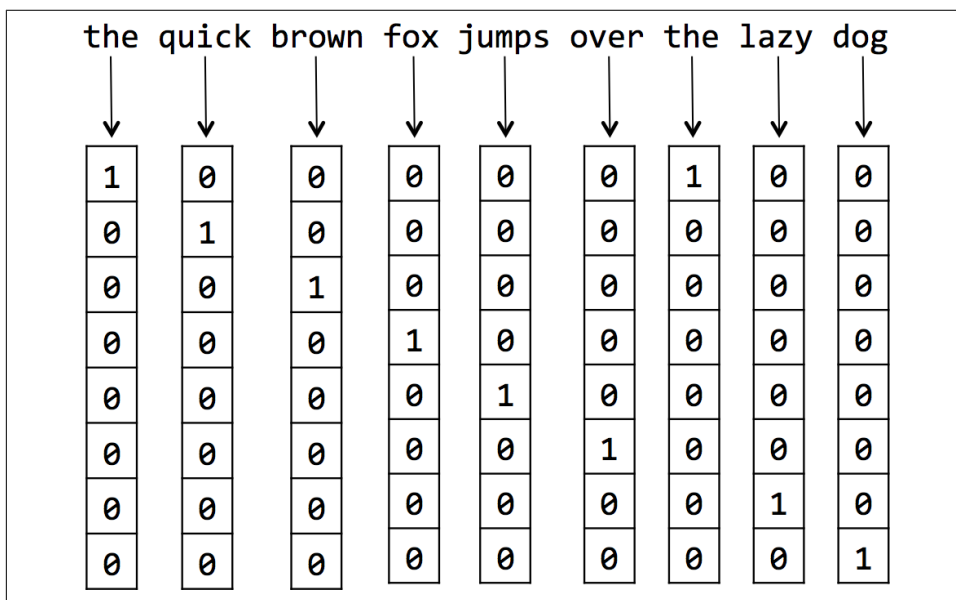 the quick brown fox jumps over the lazy dog
1 0 0 0 0 0 1 0 0
0 1 0 0 0 0 0 0 0
0 0 1 0 0 0 0 0 0
0 0 0 1 0 0 0 0 0
0 0 0 0 1 0 0 0 0
0 0 0 0 0 1 0 0 0
0 0 0 0 0 0 0 1 0
0 0 0 0 0 0 0 0 1